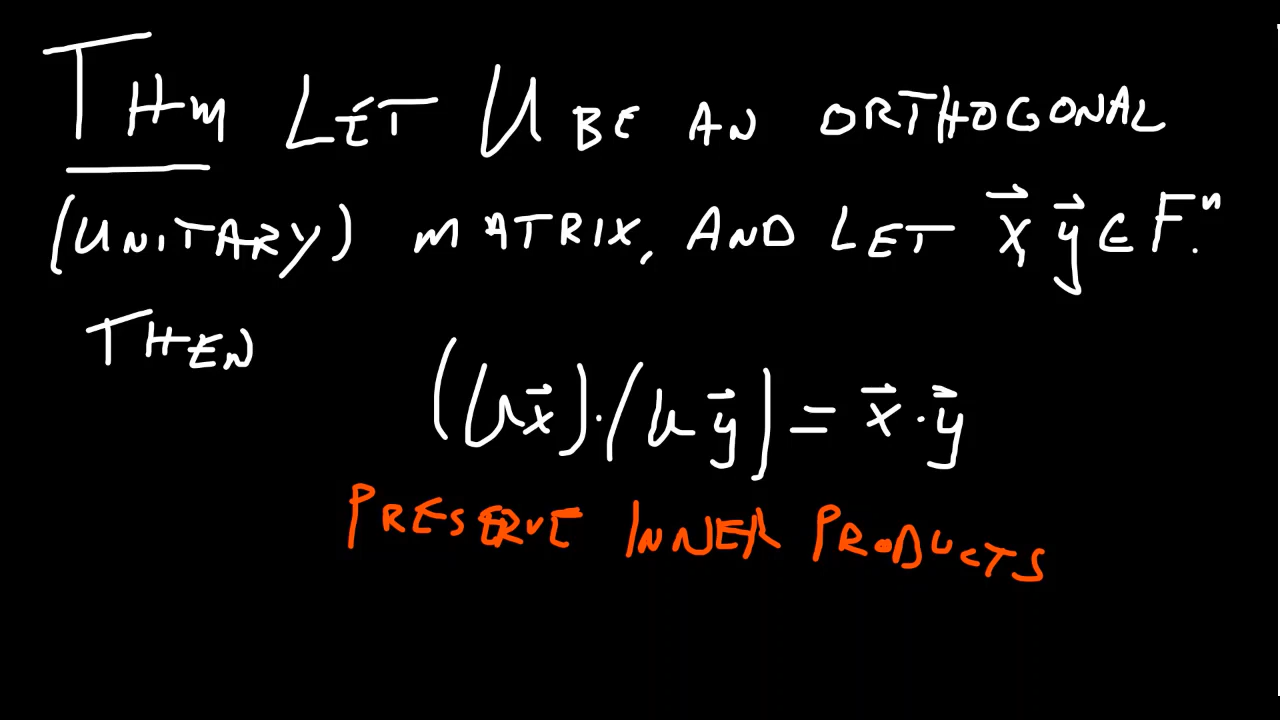 THM LET U BE AN ORTHOGONAL
(UNITARY) MATRIX, AND LET x⃗ y⃗ ∈ Fⁿ.
THEN
(Ux⃗)·(Uy⃗) = x⃗·y⃗
PRESERVE INNER PRODUCTS